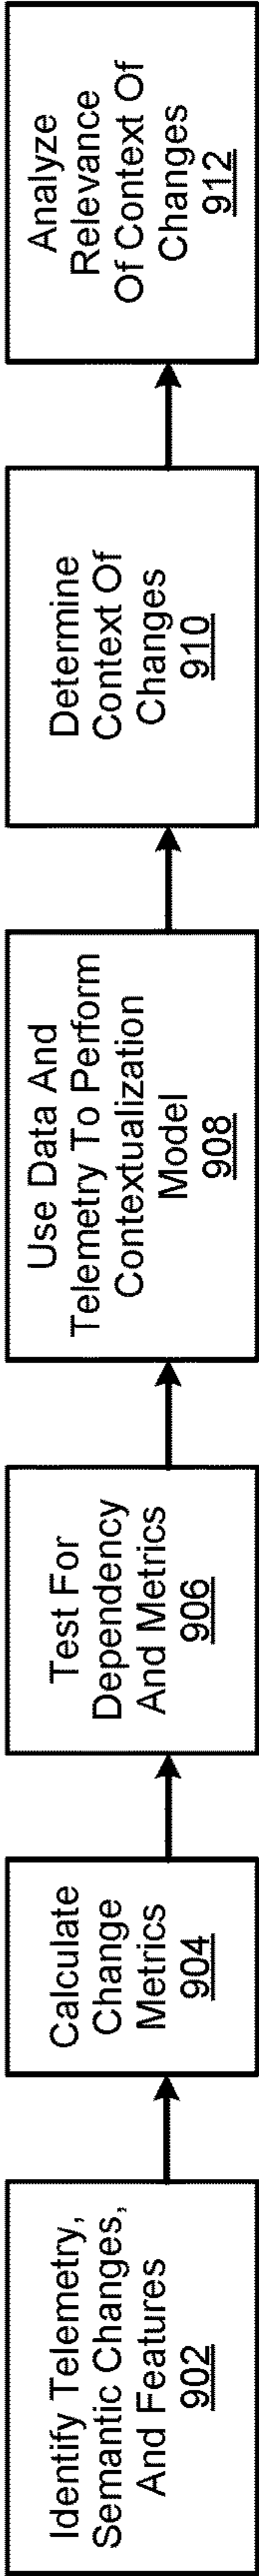 Identify Telemetry,
Semantic Changes,
And Features
902
Calculate
Change
Metrics
904
Test For
Dependency
And Metrics
906
Use Data And
Telemetry To Perform
Contextualization
Model
908
Determine
Context Of
Changes
910
Analyze
Relevance
Of Context Of
Changes
912